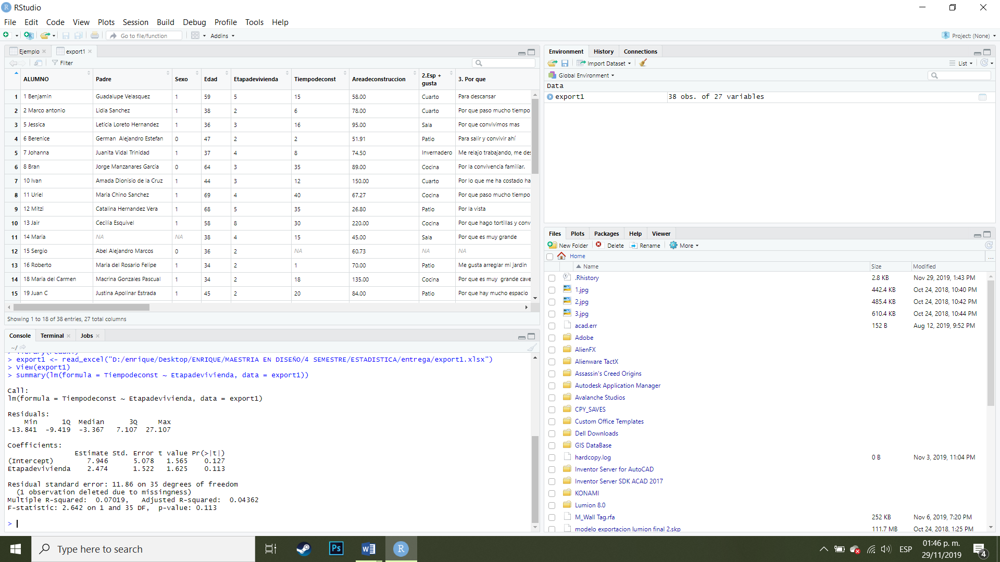 RStudio
File Edit Code View Plots Session Build Debug Profile Tools Help
Go to file/function Addins Project: (None)
Ejemplo export1
Filter
ALUMNO Padre Sexo Edad Etapadevivienda Tiempodeconst Areadeconstruccion 2.Esp + gusta 3. Por que
1 1 Benjamin Guadalupe Velasquez 1 59 5 15 58.00 Cuarto Para descansar
2 2 Marco antonio Lidia Sanchez 1 38 2 6 78.00 Cuarto Por que paso mucho tiempo
3 5 Jessica Leticia Loreto Hernandez 1 36 3 16 95.00 Sala Por que convivimos mas
4 6 Berenice German Alejandro Estefan 0 47 2 2 51.91 Patio Para salir y convivir ahí
5 7 Johanna Juanita Vidal Trinidad 1 37 4 8 74.50 Invernadero Me relajo trabajando, me des
6 8 Bran Jorge Manzanares Garcia 0 64 3 35 89.00 Cocina Por la convivencia familiar.
7 10 Ivan Amada Dionisio de la Cruz 1 44 3 12 150.00 Cuarto Por lo que me ha costado ha
8 11 Uriel Maria Chino Sanchez 1 69 4 40 67.27 Cocina Por que paso mucho tiempo
9 12 Mitzi Catalina Hernandez Vera 1 68 5 35 26.80 Patio Por la vista
10 13 Jair Cecilia Esquivel 1 58 8 30 220.00 Cocina Por que hago tortillas y conv
11 14 Maria NA NA 38 4 15 45.00 Sala Por que es muy grande
12 15 Sergio Abel Alejandro Marcos 0 36 2 NA 60.73 NA NA
13 16 Roberto Maria del Rosario Felipe 1 34 2 1 70.00 Patio Me gusta arreglar mi jardin
14 18 Maria del Carmen Macrina Gonzales Pascual 1 34 2 18 135.00 Cocina Por que es muy grande cave
15 19 Juan C Justina Apolinar Estrada 1 45 2 20 84.00 Patio Por que hay mucho espacio
Showing 1 to 18 of 38 entries, 27 total columns
Console Terminal Jobs
~/
> library(readxl)
> export1 <- read_excel("D:/enrique/Desktop/ENRIQUE/MAESTRIA EN DISEÑO/4 SEMESTRE/ESTADISTICA/entrega/export1.xlsx")
> View(export1)
> summary(lm(formula = Tiempodeconst ~ Etapadevivienda, data = export1))
Call:
lm(formula = Tiempodeconst ~ Etapadevivienda, data = export1)
Residuals:
Min 1Q Median 3Q Max
-13.841 -9.419 -3.367 7.107 27.107
Coefficients:
Estimate Std. Error t value Pr(>|t|)
(Intercept) 7.946 5.078 1.565 0.127
Etapadevivienda 2.474 1.522 1.625 0.113
Residual standard error: 11.86 on 35 degrees of freedom
(1 observation deleted due to missingness)
Multiple R-squared: 0.07019, Adjusted R-squared: 0.04362
F-statistic: 2.642 on 1 and 35 DF, p-value: 0.113
>
Environment History Connections
Import Dataset List
Global Environment
Data
export1 38 obs. of 27 variables
Files Plots Packages Help Viewer
New Folder Delete Rename More
Home ...
Name Size Modified
.Rhistory 2.8 KB Nov 29, 2019, 1:43 PM
1.jpg 442.4 KB Oct 24, 2018, 10:40 PM
2.jpg 485.4 KB Oct 24, 2018, 10:42 PM
3.jpg 610.4 KB Oct 24, 2018, 10:44 PM
acad.err 152 B Aug 12, 2019, 9:52 PM
Adobe
AlienFX
Alienware TactX
Assassin's Creed Origins
Autodesk Application Manager
Avalanche Studios
CPY_SAVES
Custom Office Templates
Dell Downloads
GIS DataBase
hardcopy.log 0 B Nov 3, 2019, 11:04 PM
Inventor Server for AutoCAD
Inventor Server SDK ACAD 2017
KONAMI
Lumion 8.0
M_Wall Tag.rfa 252 KB Nov 6, 2019, 7:20 PM
modelo exportacion lumion final 2.skp 111.7 MB Oct 24, 2018, 1:25 PM
Type here to search Ps W R ESP
01:46 p. m.
29/11/2019
4